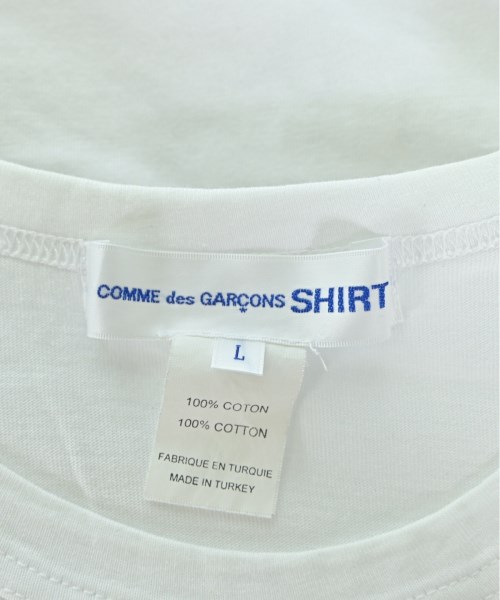 COMME des GARÇONS SHIRT
L
100% COTON
100% COTTON
FABRIQUE EN TURQUIE
MADE IN TURKEY